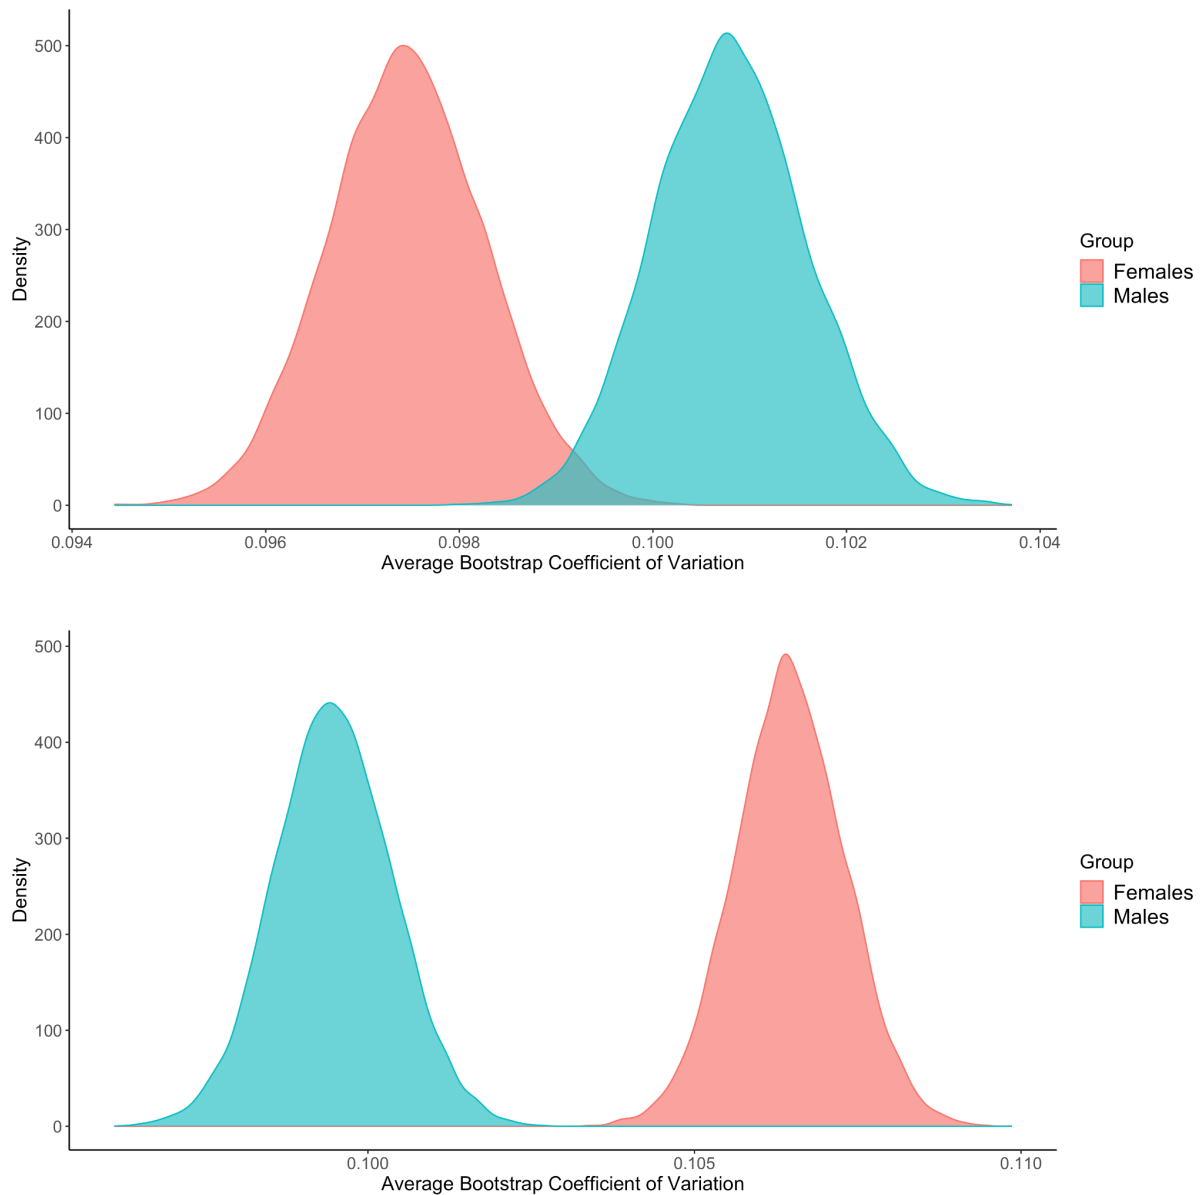 500
400
300
200
100
0
Density
0.094 0.096 0.098 0.100 0.102 0.104
Average Bootstrap Coefficient of Variation
Group
Females
Males
500
400
300
200
100
0
Density
0.100 0.105 0.110
Average Bootstrap Coefficient of Variation
Group
Females
Males